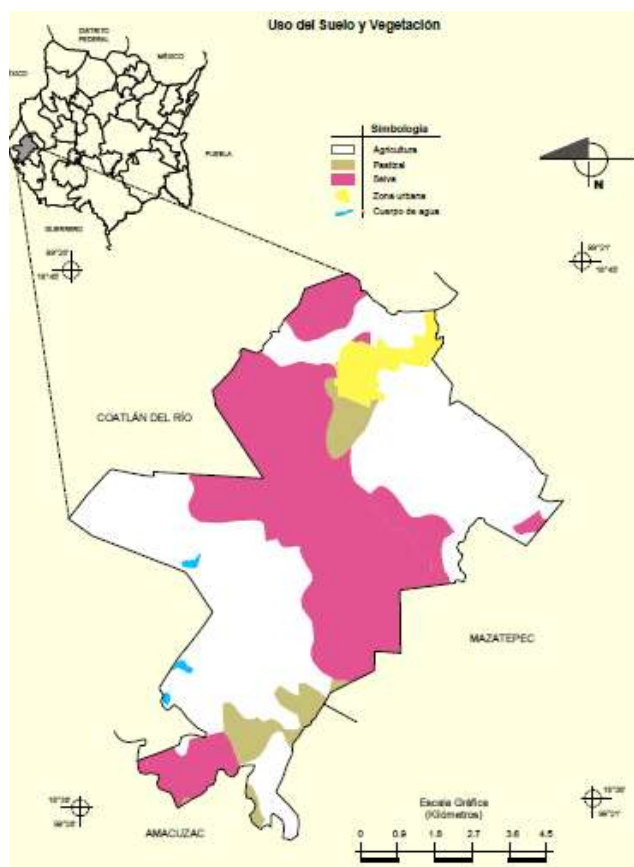 Uso del Suelo y Vegetación
DISTRITO
FEDERAL
MÉXICO
PUEBLA
GUERRERO
Simbología
Agricultura
Pastizal
Selva
Zona urbana
Cuerpo de agua
N
COATLÁN DEL RÍO
MAZATEPEC
AMACUZAC
Escala Gráfica
(Kilómetros)
0 0.9 1.8 2.7 3.6 4.5